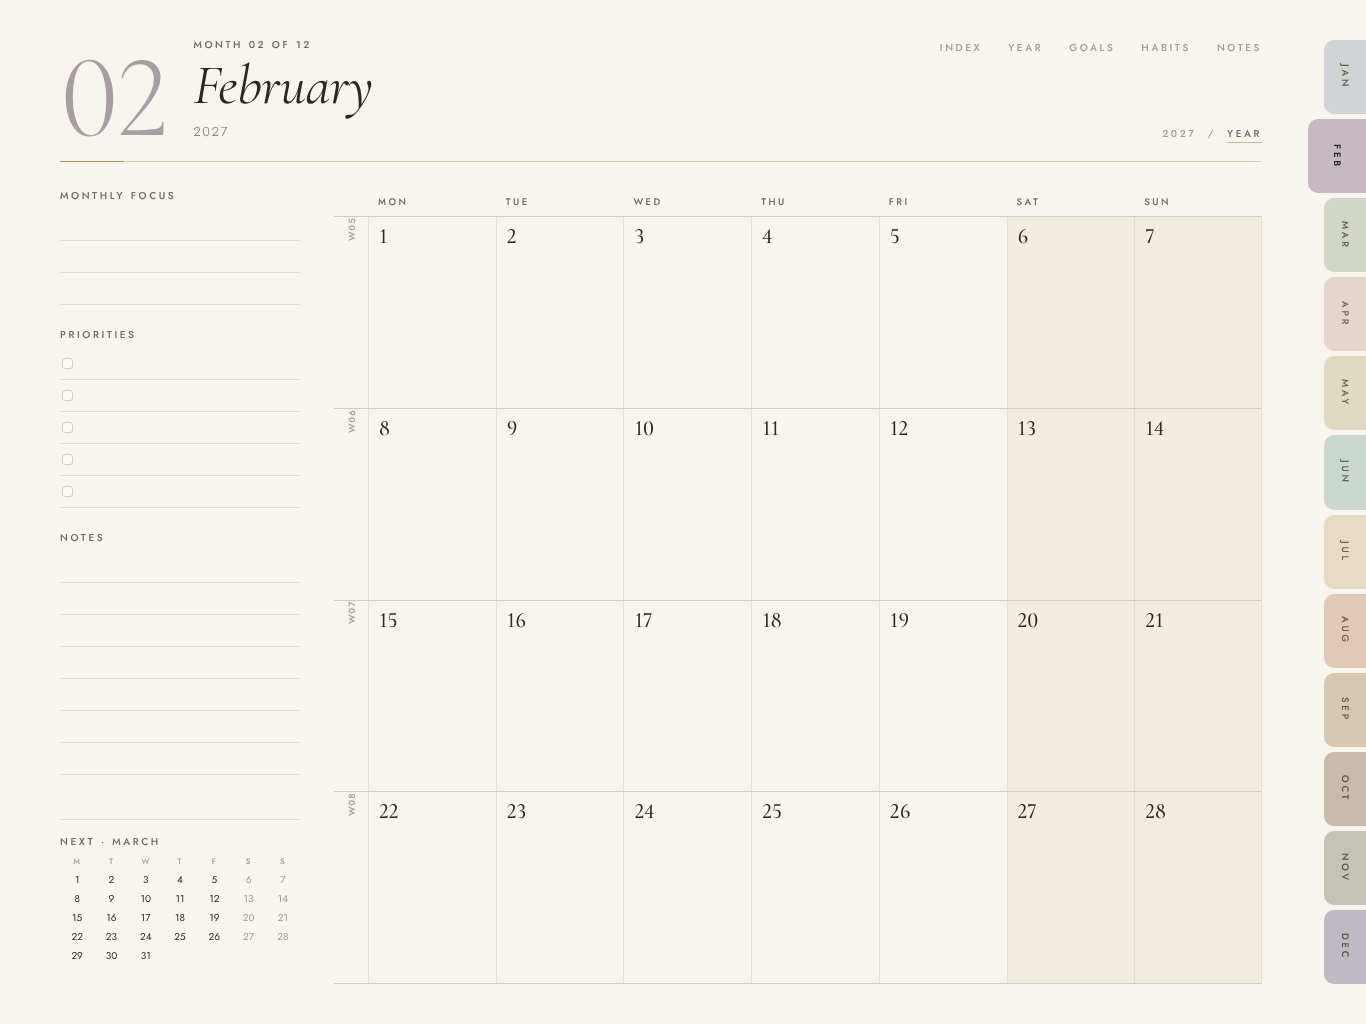 MONTH 02 OF 12
02
February
2027
INDEX YEAR GOALS HABITS NOTES
2027 / YEAR
MONTHLY FOCUS
PRIORITIES
NOTES
NEXT · MARCH
M T W T F S S
1 2 3 4 5 6 7
8 9 10 11 12 13 14
15 16 17 18 19 20 21
22 23 24 25 26 27 28
29 30 31
MON TUE WED THU FRI SAT SUN
W05
1 2 3 4 5 6 7
W06
8 9 10 11 12 13 14
W07
15 16 17 18 19 20 21
W08
22 23 24 25 26 27 28
JAN
FEB
MAR
APR
MAY
JUN
JUL
AUG
SEP
OCT
NOV
DEC